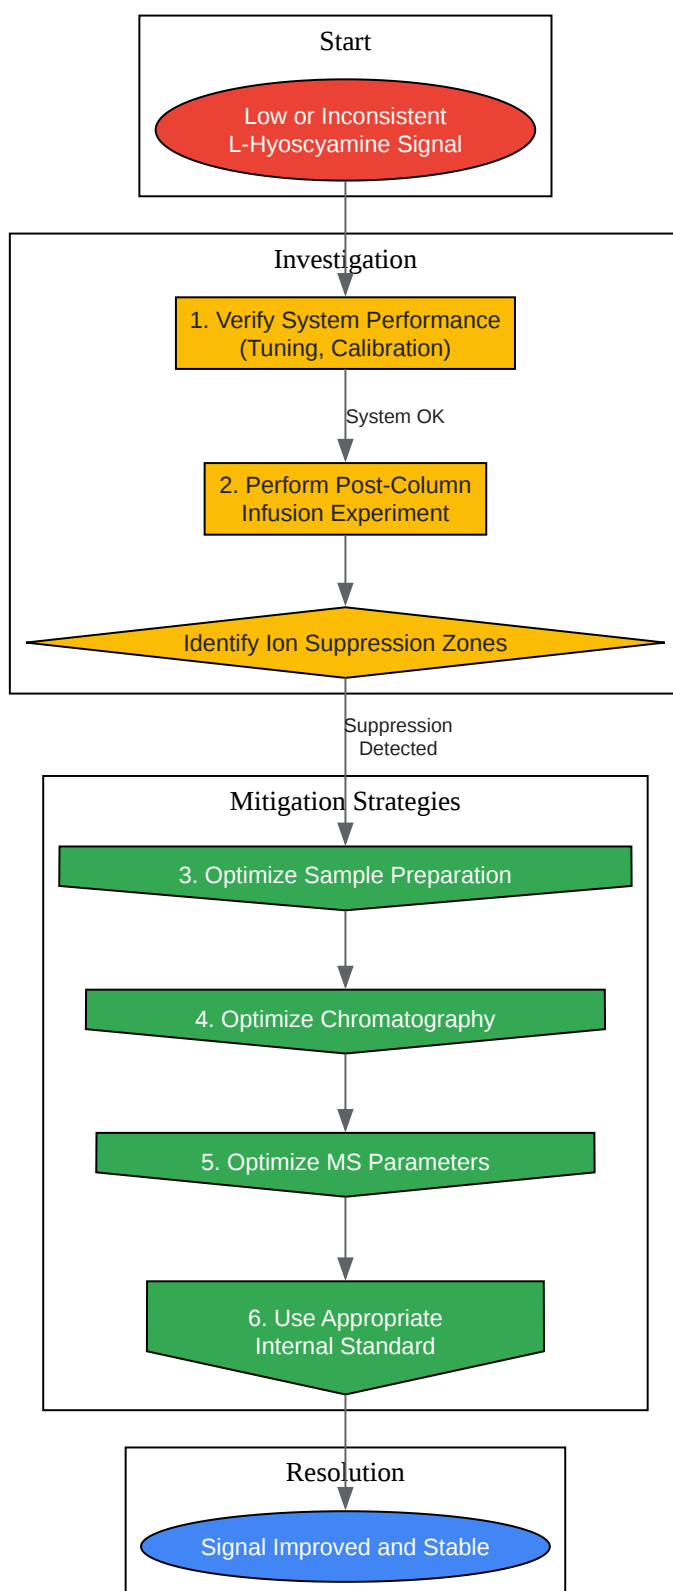 Start
Low or Inconsistent
L-Hyoscyamine Signal
Investigation
1. Verify System Performance
(Tuning, Calibration)
System OK
2. Perform Post-Column
Infusion Experiment
Identify Ion Suppression Zones
Suppression
Detected
Mitigation Strategies
3. Optimize Sample Preparation
4. Optimize Chromatography
5. Optimize MS Parameters
6. Use Appropriate
Internal Standard
Resolution
Signal Improved and Stable